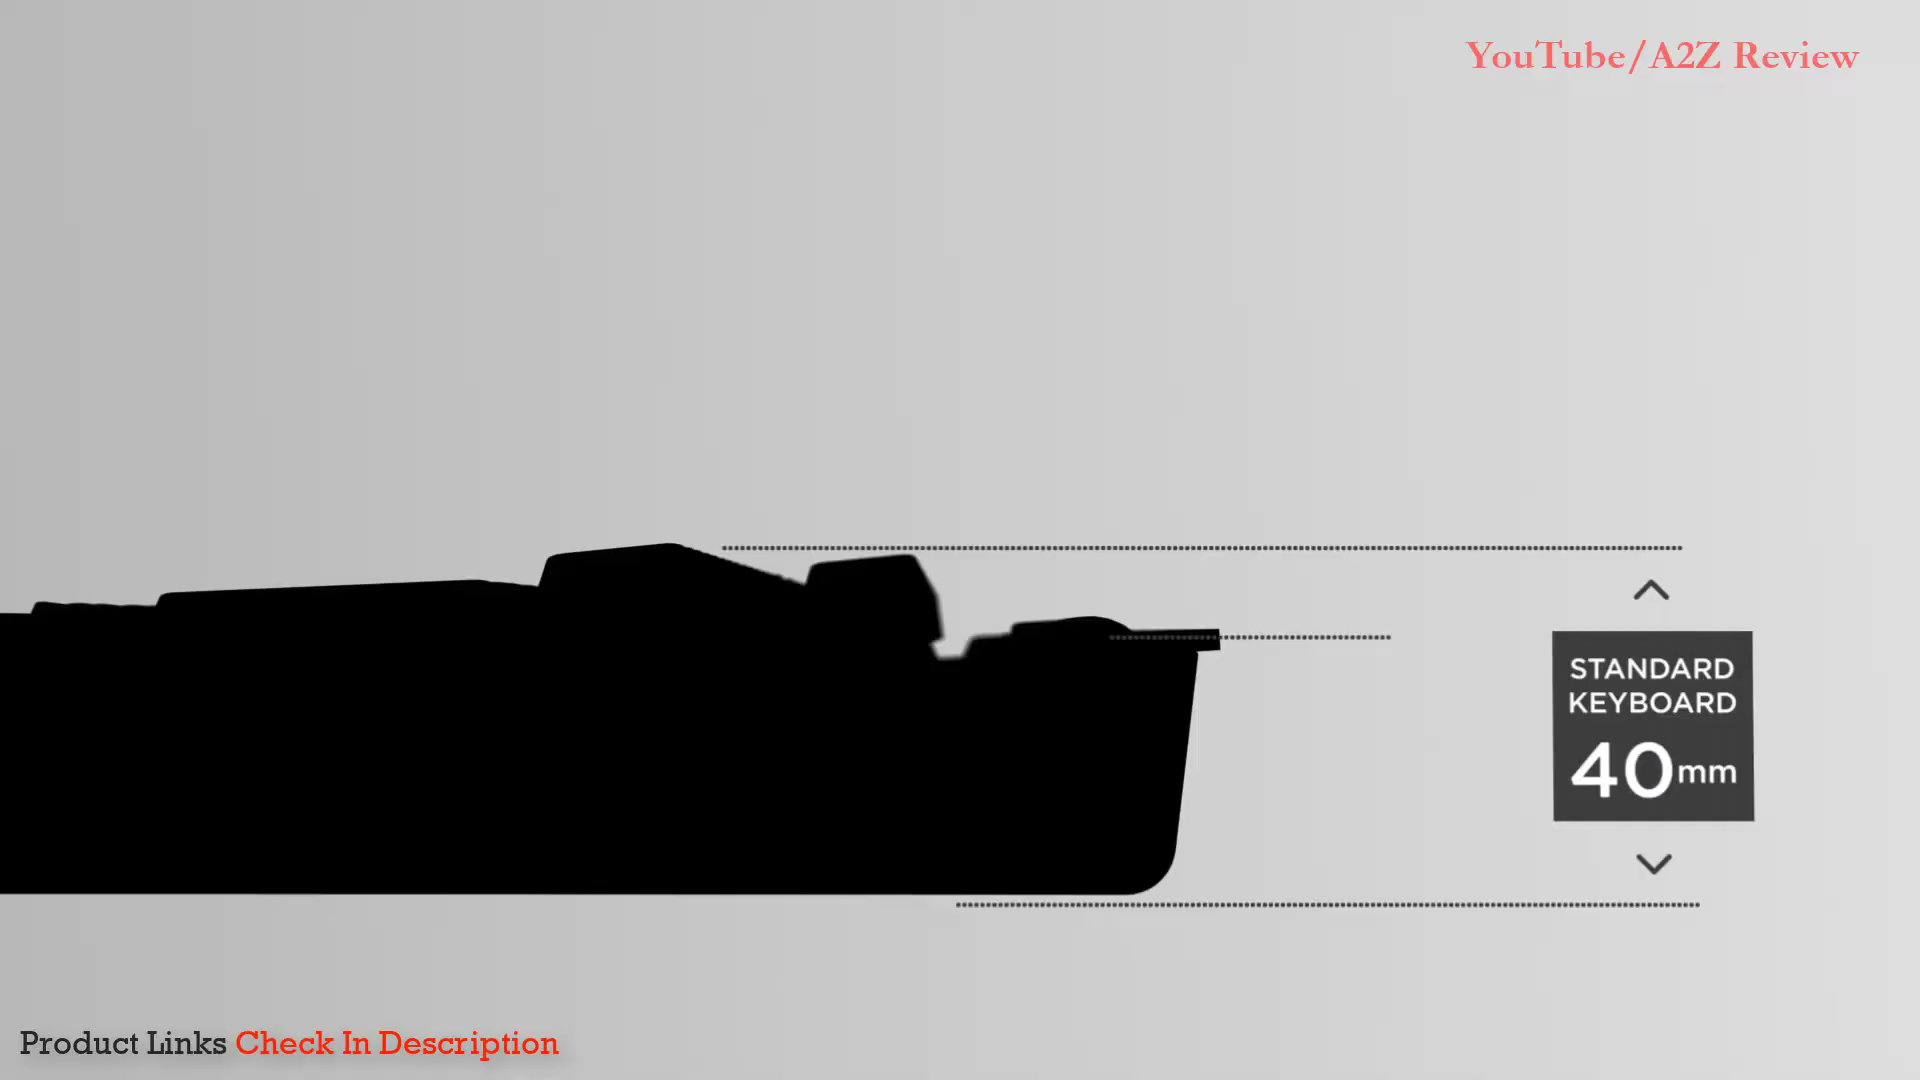 YouTube/A2Z Review
STANDARD
KEYBOARD
40mm
Product Links Check In Description